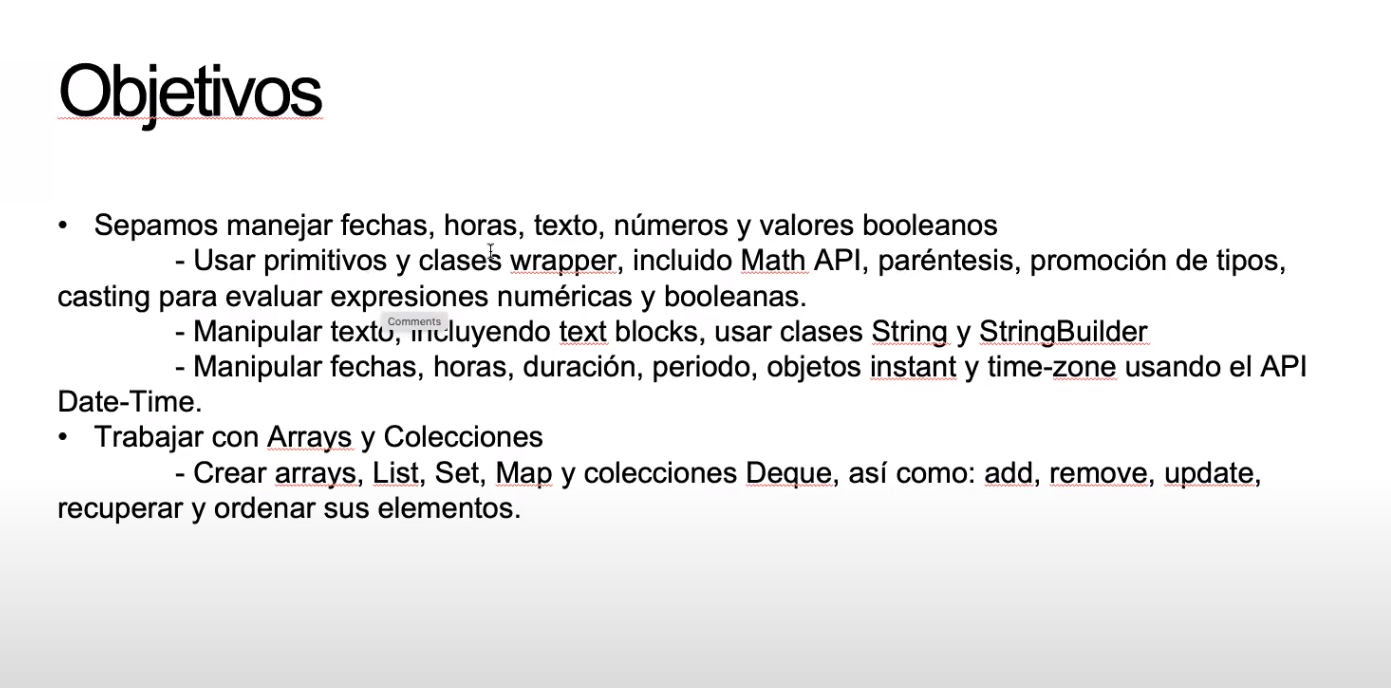 Objetivos
• Sepamos manejar fechas, horas, texto, números y valores booleanos
- Usar primitivos y clases wrapper, incluido Math API, paréntesis, promoción de tipos,
casting para evaluar expresiones numéricas y booleanas.
Comments
- Manipular texto, incluyendo text blocks, usar clases String y StringBuilder
- Manipular fechas, horas, duración, periodo, objetos instant y time-zone usando el API
Date-Time.
• Trabajar con Arrays y Colecciones
- Crear arrays, List, Set, Map y colecciones Deque, así como: add, remove, update,
recuperar y ordenar sus elementos.